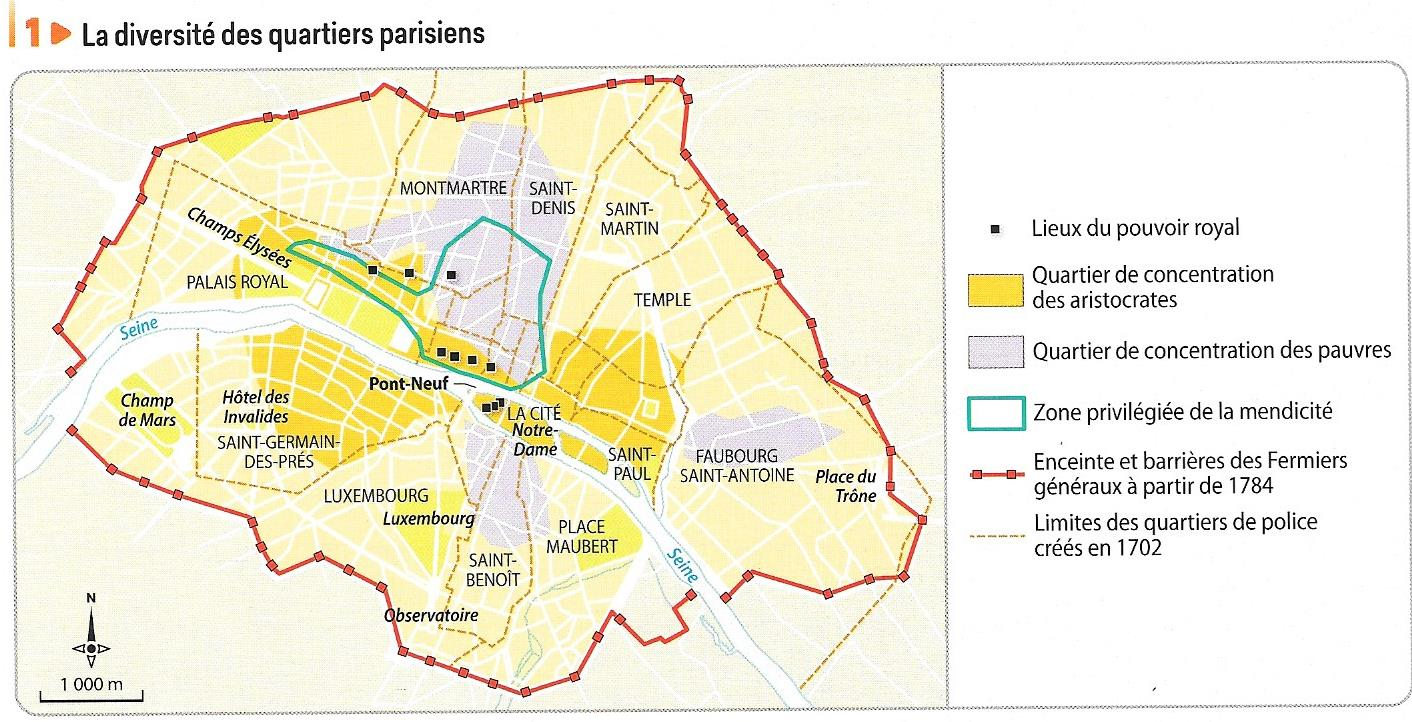 1 ▶ La diversité des quartiers parisiens
MONTMARTRE
SAINT-
DENIS
SAINT-
MARTIN
Champs Élysées
PALAIS ROYAL
TEMPLE
Seine
Pont-Neuf
Champ
de Mars
Hôtel des
Invalides
SAINT-GERMAIN-
DES-PRÉS
LA CITÉ
Notre-
Dame
SAINT-
PAUL
FAUBOURG
SAINT-ANTOINE
Place du
Trône
LUXEMBOURG
Luxembourg
PLACE
MAUBERT
SAINT-
BENOÎT
Seine
Observatoire
N
1 000 m
Lieux du pouvoir royal
Quartier de concentration
des aristocrates
Quartier de concentration des pauvres
Zone privilégiée de la mendicité
Enceinte et barrières des Fermiers
généraux à partir de 1784
Limites des quartiers de police
créés en 1702